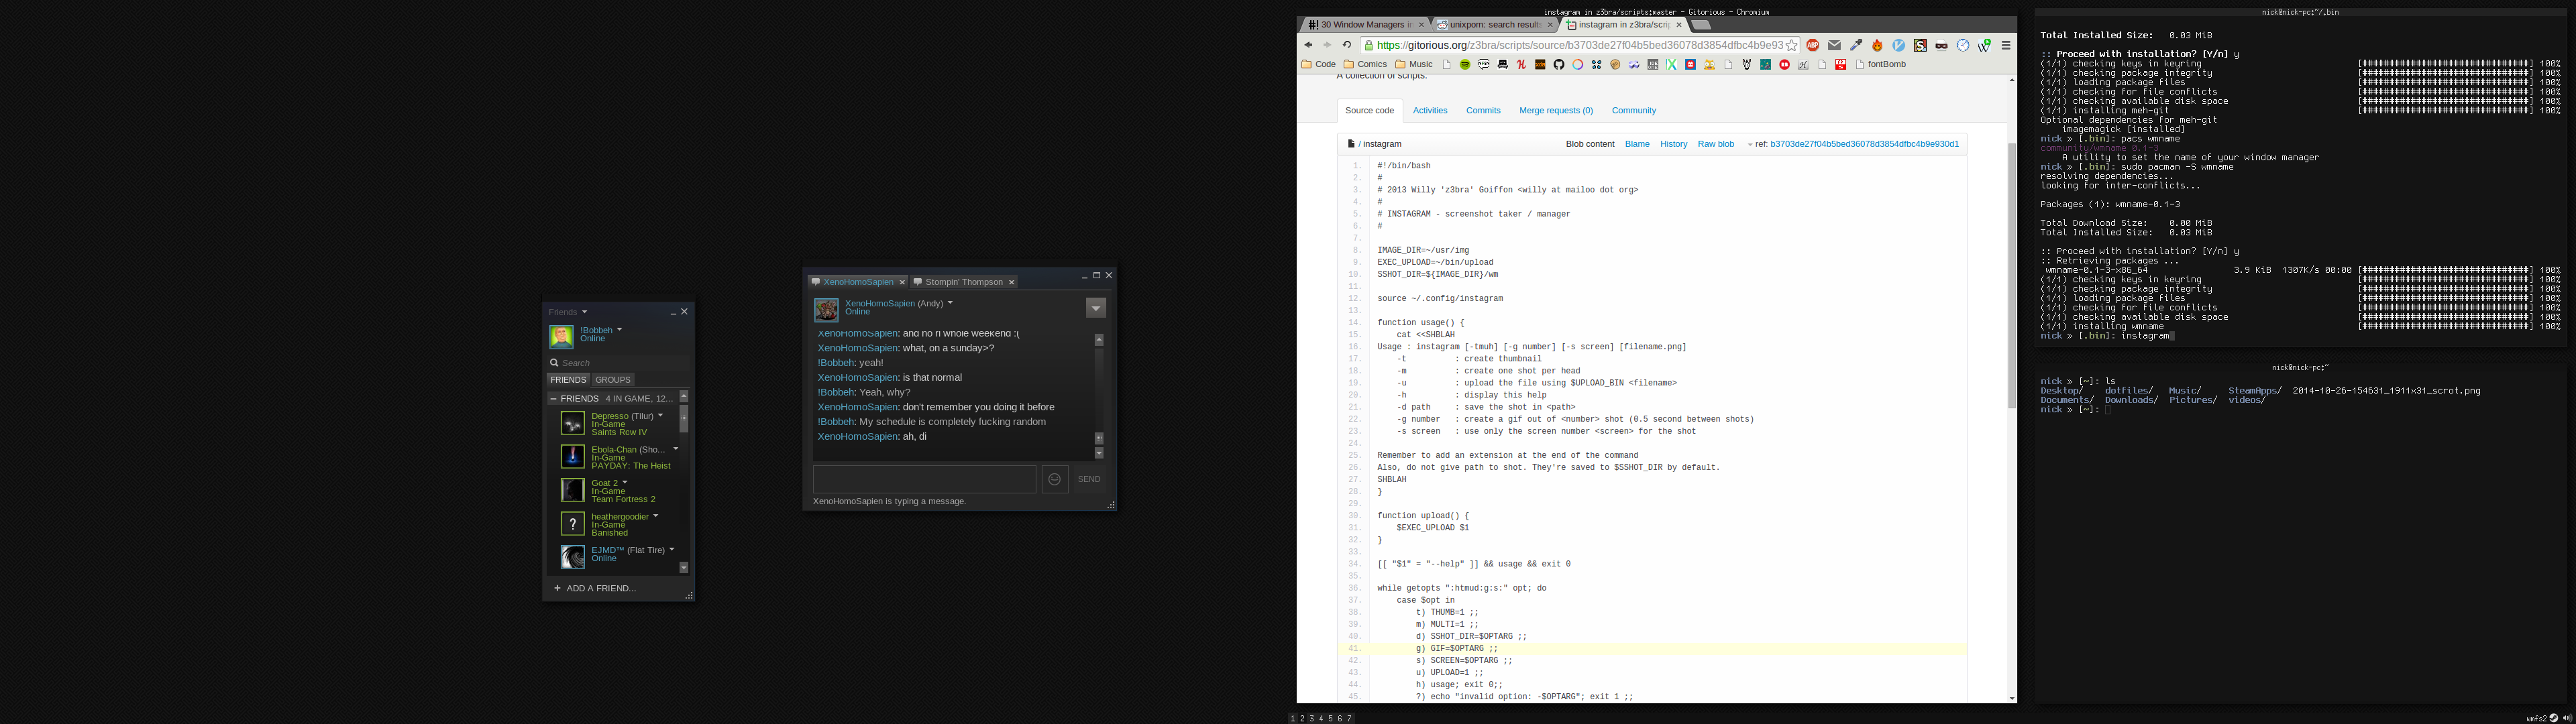 Friends
!Bobbeh
Online
Search
FRIENDS GROUPS
FRIENDS 4 IN GAME, 12...
Depresso (Tilur)
In-Game
Saints Row IV
Ebola-Chan (Sho...
In-Game
PAYDAY: The Heist
Goat 2
In-Game
Team Fortress 2
heathergoodier
In-Game
Banished
EJMD™ (Flat Tire)
Online
+ ADD A FRIEND...
XenoHomoSapien Stompin' Thompson
XenoHomoSapien (Andy)
Online
XenoHomoSapien: and no ri whole weekend :(
XenoHomoSapien: what, on a sunday>?
!Bobbeh: yeah!
XenoHomoSapien: is that normal
!Bobbeh: Yeah, why?
XenoHomoSapien: don't remember you doing it before
!Bobbeh: My schedule is completely fucking random
XenoHomoSapien: ah, di
SEND
XenoHomoSapien is typing a message.
instagram in z3bra/scripts:master - Gitorious - Chromium
30 Window Managers in unixporn: search results instagram in z3bra/scrip
https://gitorious.org/z3bra/scripts/source/b3703de27f04b5bed36078d3854dfbc4b9e93
Code Comics Music fontBomb
A collection of scripts.
Source code Activities Commits Merge requests (0) Community
/ instagram Blob content Blame History Raw blob ref: b3703de27f04b5bed36078d3854dfbc4b9e930d1
1. #!/bin/bash
2. #
3. # 2013 Willy 'z3bra' Goiffon <willy at mailoo dot org>
4. #
5. # INSTAGRAM - screenshot taker / manager
6. #
7.
8. IMAGE_DIR=~/usr/img
9. EXEC_UPLOAD=~/bin/upload
10. SSHOT_DIR=${IMAGE_DIR}/wm
11.
12. source ~/.config/instagram
13.
14. function usage() {
15. cat <<SHBLAH
16. Usage : instagram [-tmuh] [-g number] [-s screen] [filename.png]
17. -t : create thumbnail
18. -m : create one shot per head
19. -u : upload the file using $UPLOAD_BIN <filename>
20. -h : display this help
21. -d path : save the shot in <path>
22. -g number : create a gif out of <number> shot (0.5 second between shots)
23. -s screen : use only the screen number <screen> for the shot
24.
25. Remember to add an extension at the end of the command
26. Also, do not give path to shot. They're saved to $SSHOT_DIR by default.
27. SHBLAH
28. }
29.
30. function upload() {
31. $EXEC_UPLOAD $1
32. }
33.
34. [[ "$1" = "--help" ]] && usage && exit 0
35.
36. while getopts ":htmud:g:s:" opt; do
37. case $opt in
38. t) THUMB=1 ;;
39. m) MULTI=1 ;;
40. d) SSHOT_DIR=$OPTARG ;;
41. g) GIF=$OPTARG ;;
42. s) SCREEN=$OPTARG ;;
43. u) UPLOAD=1 ;;
44. h) usage; exit 0;;
45. ?) echo "invalid option: -$OPTARG"; exit 1 ;;
1 2 3 4 5 6 7
nick@nick-pc:~/.bin
Total Installed Size: 0.03 MiB
:: Proceed with installation? [Y/n] y
(1/1) checking keys in keyring [################################] 100%
(1/1) checking package integrity [################################] 100%
(1/1) loading package files [################################] 100%
(1/1) checking for file conflicts [################################] 100%
(1/1) checking available disk space [################################] 100%
(1/1) installing meh-git [################################] 100%
Optional dependencies for meh-git
imagemagick [installed]
nick » [.bin]: pacs wmname
community/wmname 0.1-3
A utility to set the name of your window manager
nick » [.bin]: sudo pacman -S wmname
resolving dependencies...
looking for inter-conflicts...
Packages (1): wmname-0.1-3
Total Download Size: 0.00 MiB
Total Installed Size: 0.03 MiB
:: Proceed with installation? [Y/n] y
:: Retrieving packages ...
wmname-0.1-3-x86_64 3.9 KiB 1307K/s 00:00 [################################] 100%
(1/1) checking keys in keyring [################################] 100%
(1/1) checking package integrity [################################] 100%
(1/1) loading package files [################################] 100%
(1/1) checking for file conflicts [################################] 100%
(1/1) checking available disk space [################################] 100%
(1/1) installing wmname [################################] 100%
nick » [.bin]: instagram
nick@nick-pc:~
nick » [~]: ls
Desktop/ dotfiles/ Music/ SteamApps/ 2014-10-26-154631_1911x31_scrot.png
Documents/ Downloads/ Pictures/ videos/
nick » [~]:
wmfs2